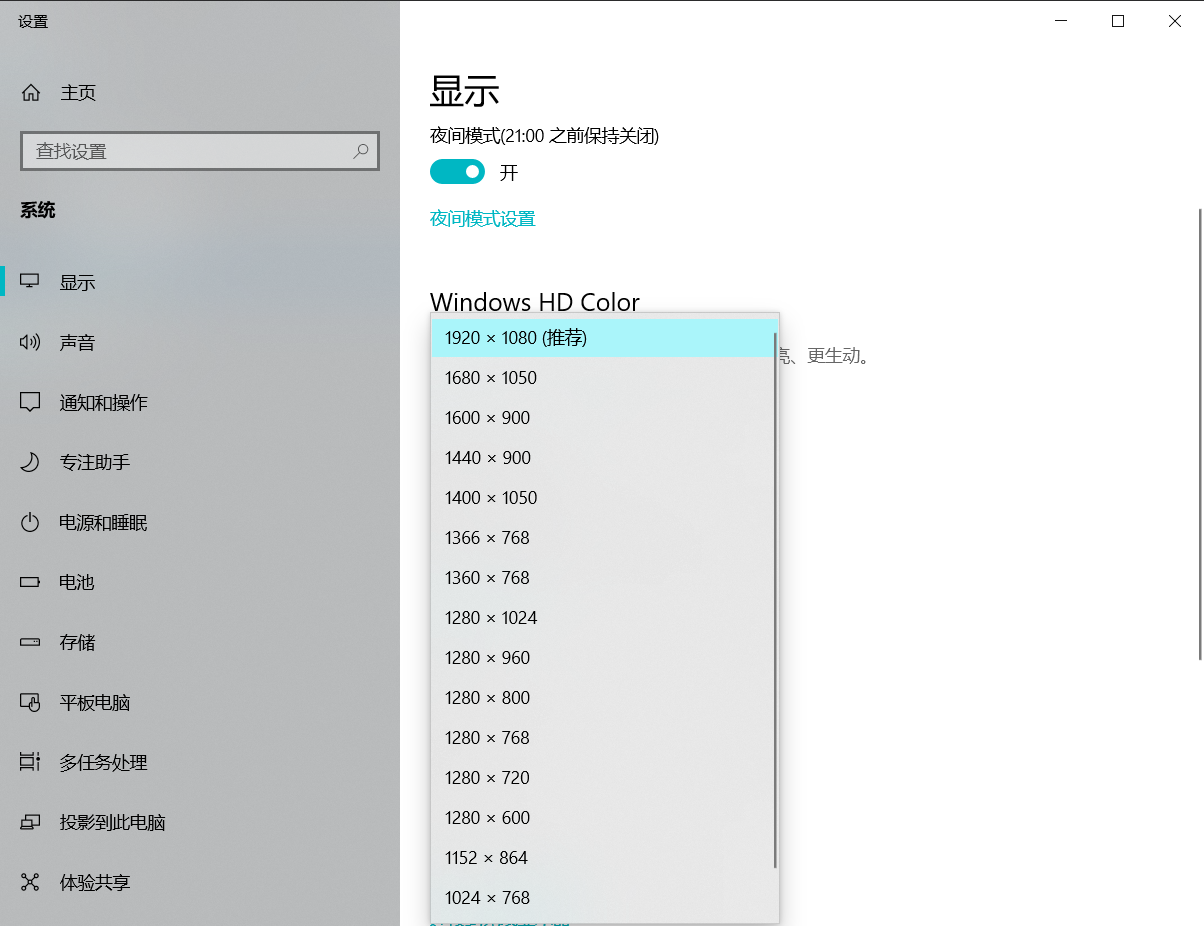 设置
主页
查找设置
系统
显示
声音
通知和操作
专注助手
电源和睡眠
电池
存储
平板电脑
多任务处理
投影到此电脑
体验共享
显示
夜间模式(21:00 之前保持关闭)
开
夜间模式设置
Windows HD Color
、更生动。
1920 × 1080 (推荐)
1680 × 1050
1600 × 900
1440 × 900
1400 × 1050
1366 × 768
1360 × 768
1280 × 1024
1280 × 960
1280 × 800
1280 × 768
1280 × 720
1280 × 600
1152 × 864
1024 × 768